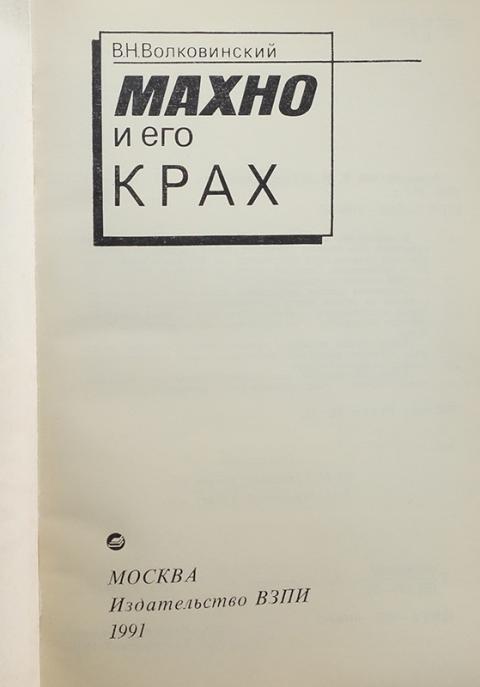 В.Н.Волковинский
МАХНО
и его
КРАХ
МОСКВА
Издательство ВЗПИ
1991